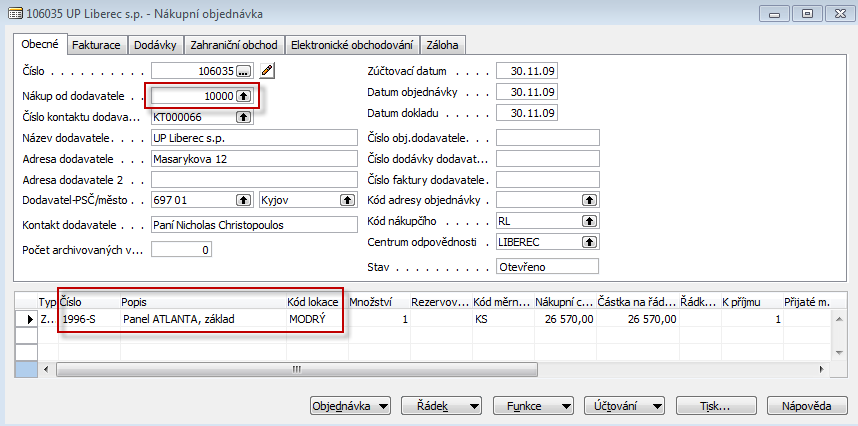 106035 UP Liberec s.p. - Nákupní objednávka
Obecné Fakturace Dodávky Zahraniční obchod Elektronické obchodování Záloha
Číslo . . . . . . . . . . 106035 ...
Nákup od dodavatele . . 10000
Číslo kontaktu dodava... KT000066
Název dodavatele . . . UP Liberec s.p.
Adresa dodavatele . . . Masarykova 12
Adresa dodavatele 2 . .
Dodavatel-PSČ/město . . 697 01 Kyjov
Kontakt dodavatele . . . Paní Nicholas Christopoulos
Počet archivovaných v... 0
Zúčtovací datum . . . . 30.11.09
Datum objednávky . . . 30.11.09
Datum dokladu . . . . . 30.11.09
Číslo obj.dodavatele. . .
Číslo dodávky dodavat...
Číslo faktury dodavatele.
Kód adresy objednávky .
Kód nákupčího . . . . . RL
Centrum odpovědnosti . LIBEREC
Stav . . . . . . . . . . Otevřeno
Typ Číslo Popis Kód lokace Množství Rezervov... Kód měrn... Nákupní c... Částka na řád... Řádk... K příjmu Přijaté m.
Z... 1996-S Panel ATLANTA, základ MODRÝ 1 KS 26 570,00 26 570,00 1
Objednávka Řádek Funkce Účtování Tisk... Nápověda